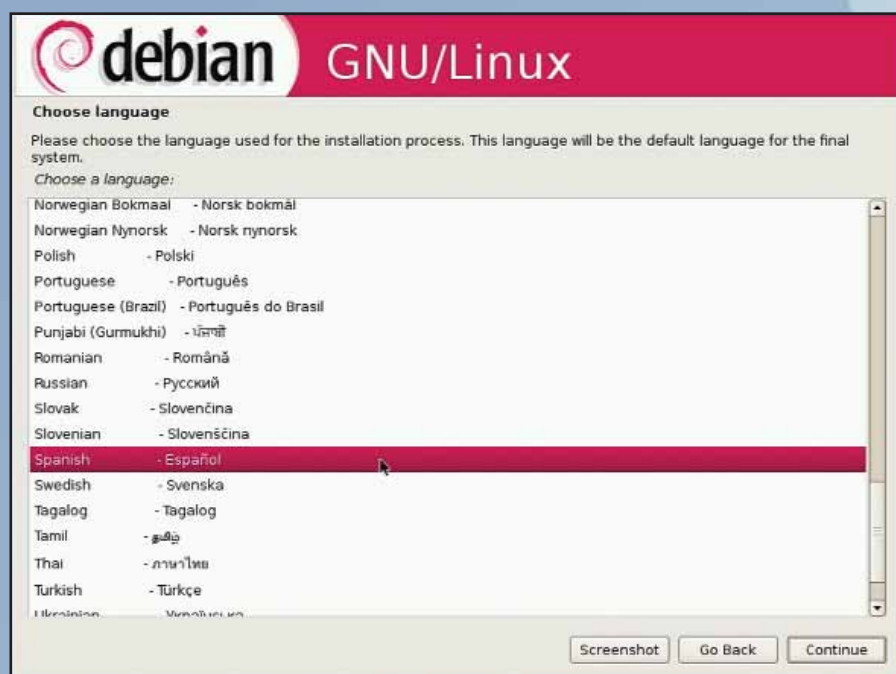 debian GNU/Linux
Choose language
Please choose the language used for the installation process. This language will be the default language for the final
system.
Choose a language:
Norwegian Bokmaal - Norsk bokmål
Norwegian Nynorsk - Norsk nynorsk
Polish - Polski
Portuguese - Português
Portuguese (Brazil) - Português do Brasil
Punjabi (Gurmukhi) - ਪੰਜਾਬੀ
Romanian - Română
Russian - Русский
Slovak - Slovenčina
Slovenian - Slovenščina
Spanish - Español
Swedish - Svenska
Tagalog - Tagalog
Tamil - தமிழ்
Thai - ภาษาไทย
Turkish - Türkçe
Ukrainian - Українська
Screenshot Go Back Continue